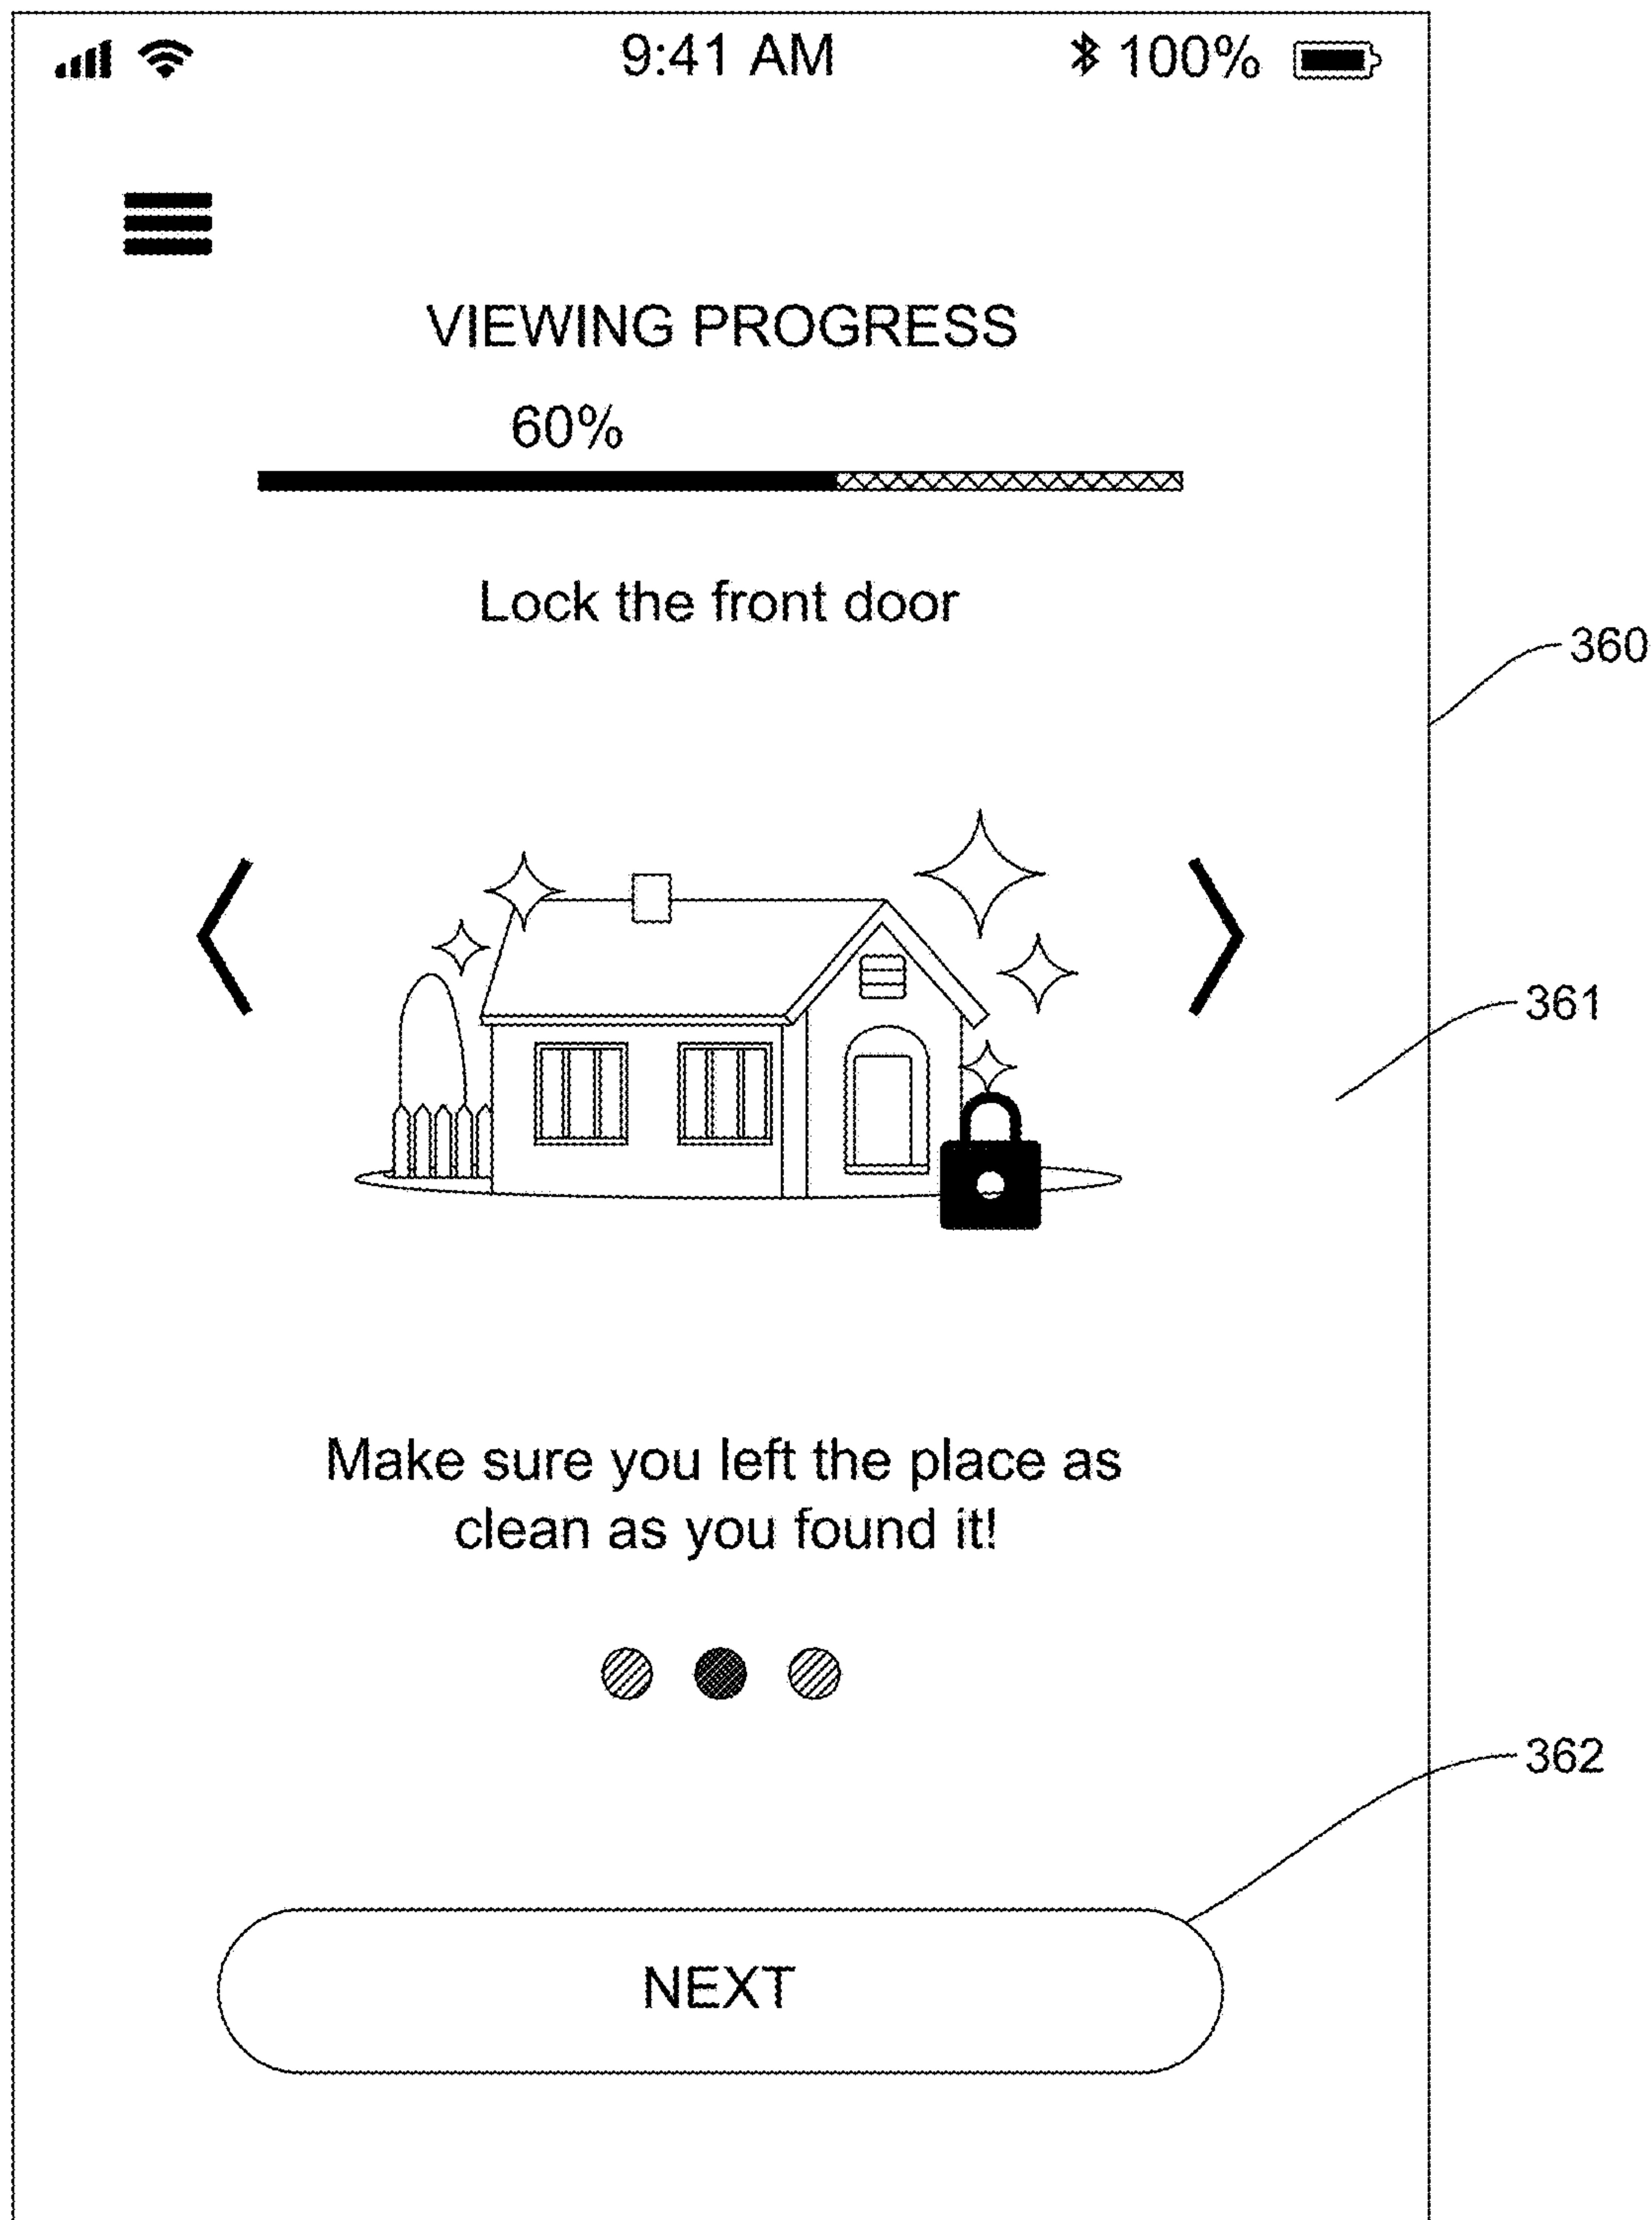 9:41 AM 100%
VIEWING PROGRESS
60%
Lock the front door
360
361
Make sure you left the place as
clean as you found it!
362
NEXT